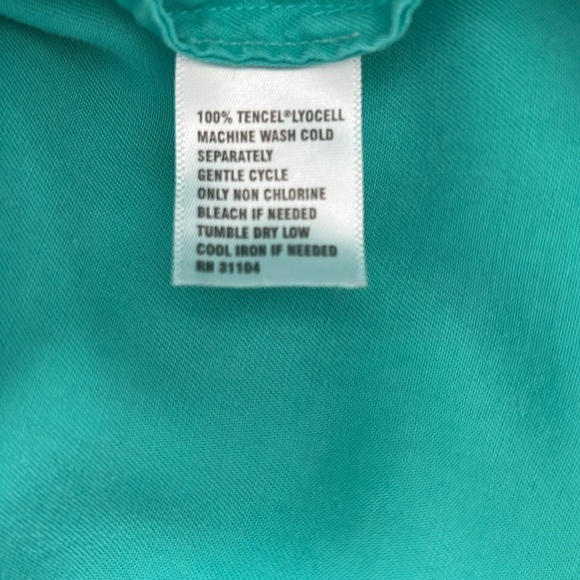 100% TENCEL®LYOCELL
MACHINE WASH COLD
SEPARATELY
GENTLE CYCLE
ONLY NON CHLORINE
BLEACH IF NEEDED
TUMBLE DRY LOW
COOL IRON IF NEEDED
RN 31104